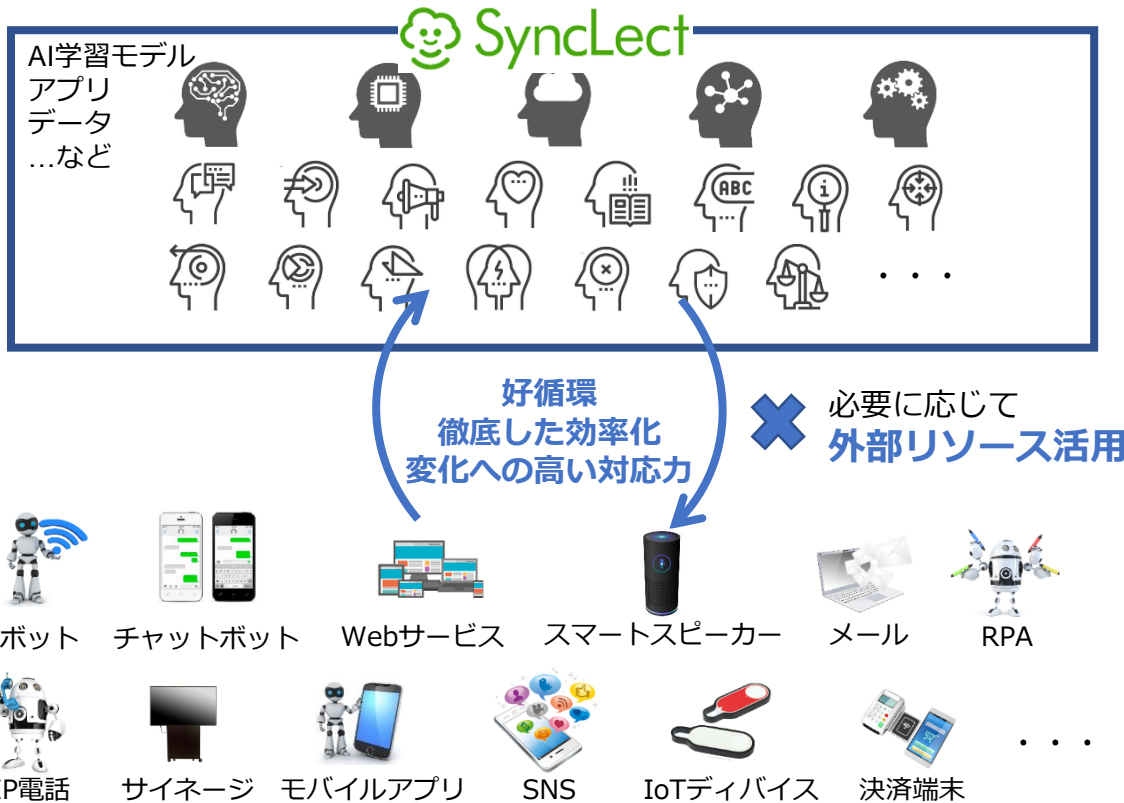 SyncLect
AI学習モデル
アプリ
データ
…など
ABC
・・・
好循環
徹底した効率化
変化への高い対応力
必要に応じて
外部リソース活用
ボット
チャットボット
Webサービス
スマートスピーカー
メール
RPA
IP電話
サイネージ
モバイルアプリ
SNS
IoTディバイス
決済端末
・・・